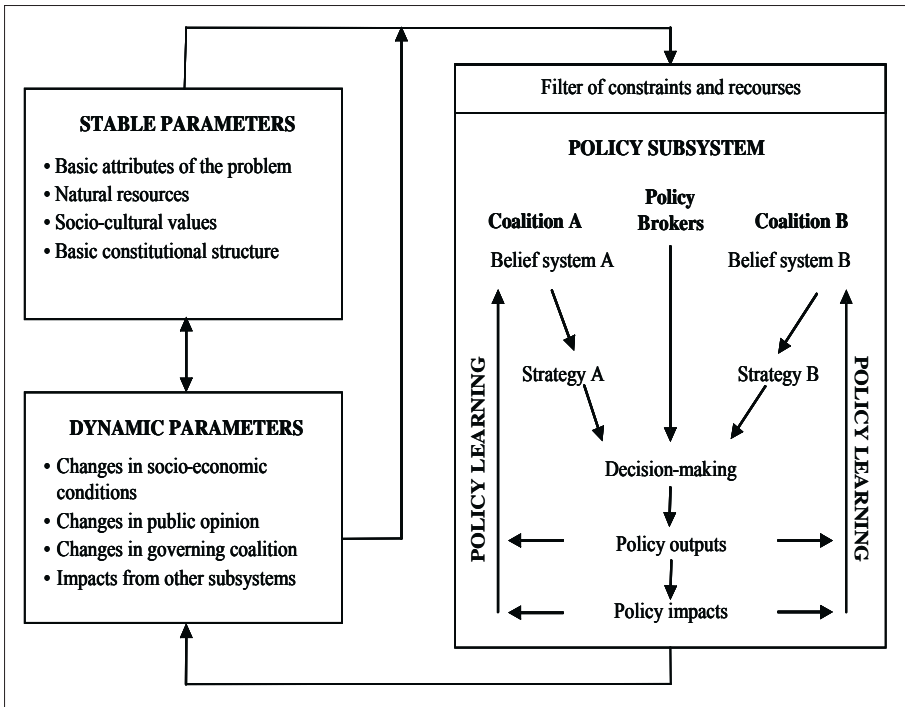 STABLE PARAMETERS
• Basic attributes of the problem
• Natural resources
• Socio-cultural values
• Basic constitutional structure
DYNAMIC PARAMETERS
• Changes in socio-economic
conditions
• Changes in public opinion
• Changes in governing coalition
• Impacts from other subsystems
Filter of constraints and recourses
POLICY SUBSYSTEM
Coalition A
Policy
Brokers
Coalition B
Belief system A
Belief system B
Strategy A
Strategy B
POLICY LEARNING
POLICY LEARNING
Decision-making
Policy outputs
Policy impacts